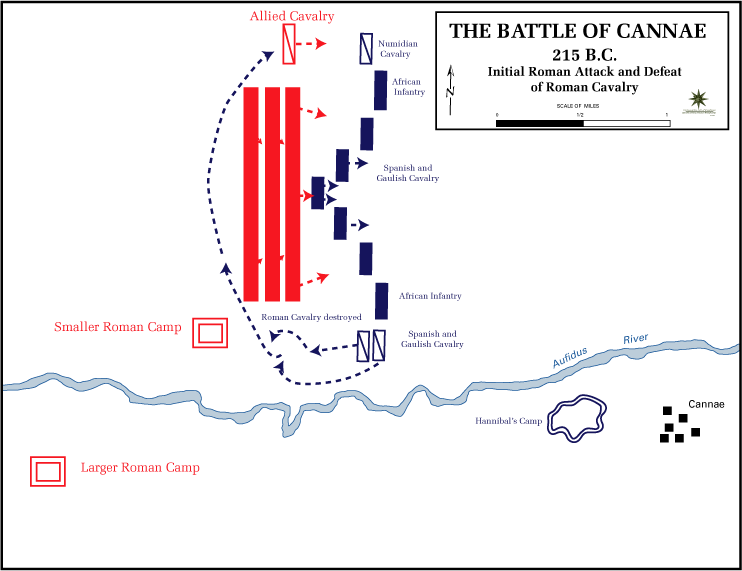 Allied Cavalry
THE BATTLE OF CANNAE
215 B.C.
Initial Roman Attack and Defeat
of Roman Cavalry
N
SCALE OF MILES
0 1/2 1
Numidian
Cavalry
African
Infantry
Spanish and
Gaulish Cavalry
African Infantry
Roman Cavalry destroyed
Smaller Roman Camp
Spanish and
Gaulish Cavalry
Aufidus River
Cannae
Hannibal's Camp
Larger Roman Camp